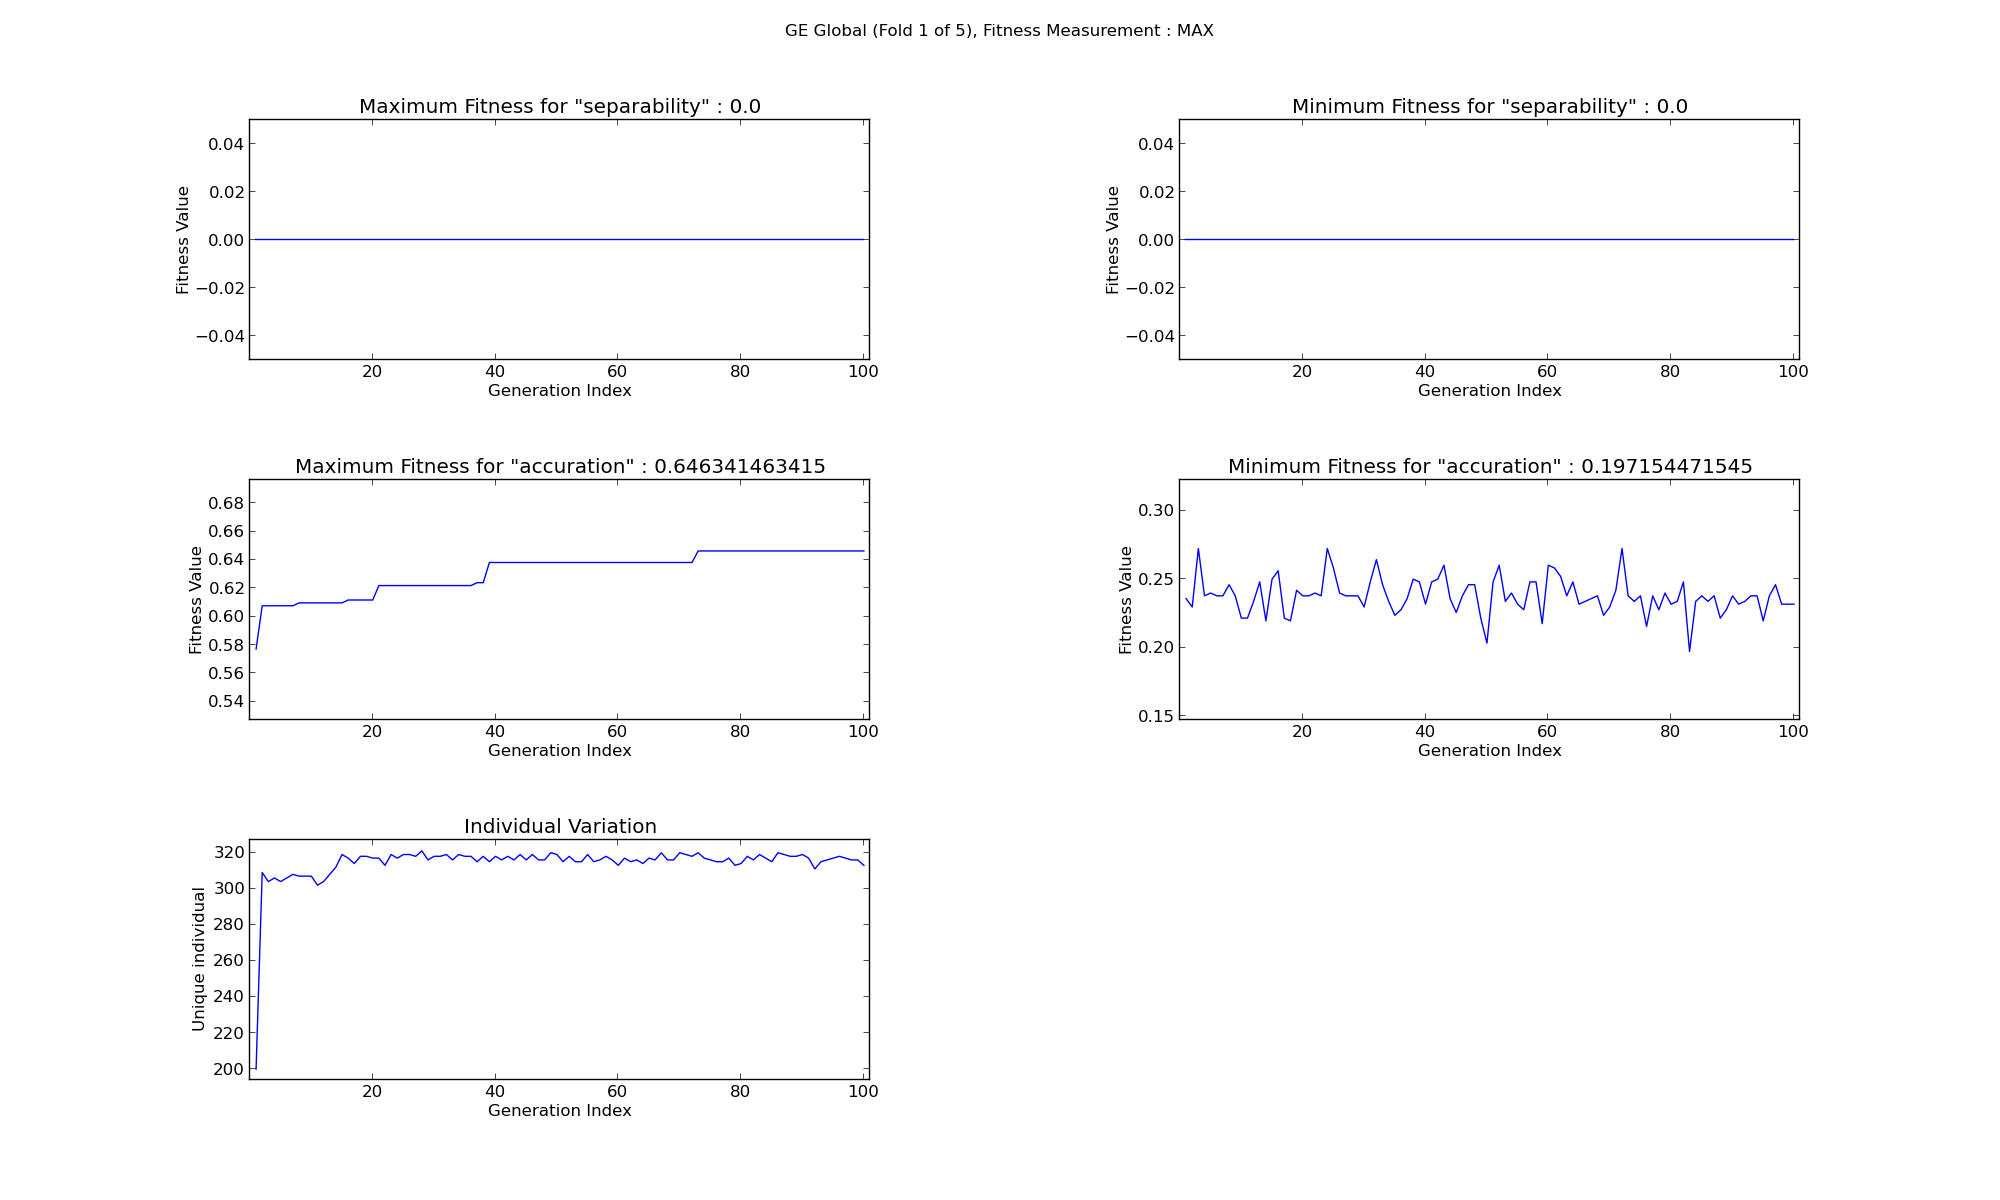 GE Global (Fold 1 of 5), Fitness Measurement : MAX
Maximum Fitness for "separability" : 0.0
0.04
0.02
0.00
−0.02
−0.04
Fitness Value
20 40 60 80 100
Generation Index
Minimum Fitness for "separability" : 0.0
0.04
0.02
0.00
−0.02
−0.04
Fitness Value
20 40 60 80 100
Generation Index
Maximum Fitness for "accuration" : 0.646341463415
0.68
0.66
0.64
0.62
0.60
0.58
0.56
0.54
Fitness Value
20 40 60 80 100
Generation Index
Minimum Fitness for "accuration" : 0.197154471545
0.30
0.25
0.20
0.15
Fitness Value
20 40 60 80 100
Generation Index
Individual Variation
320
300
280
260
240
220
200
Unique individual
20 40 60 80 100
Generation Index